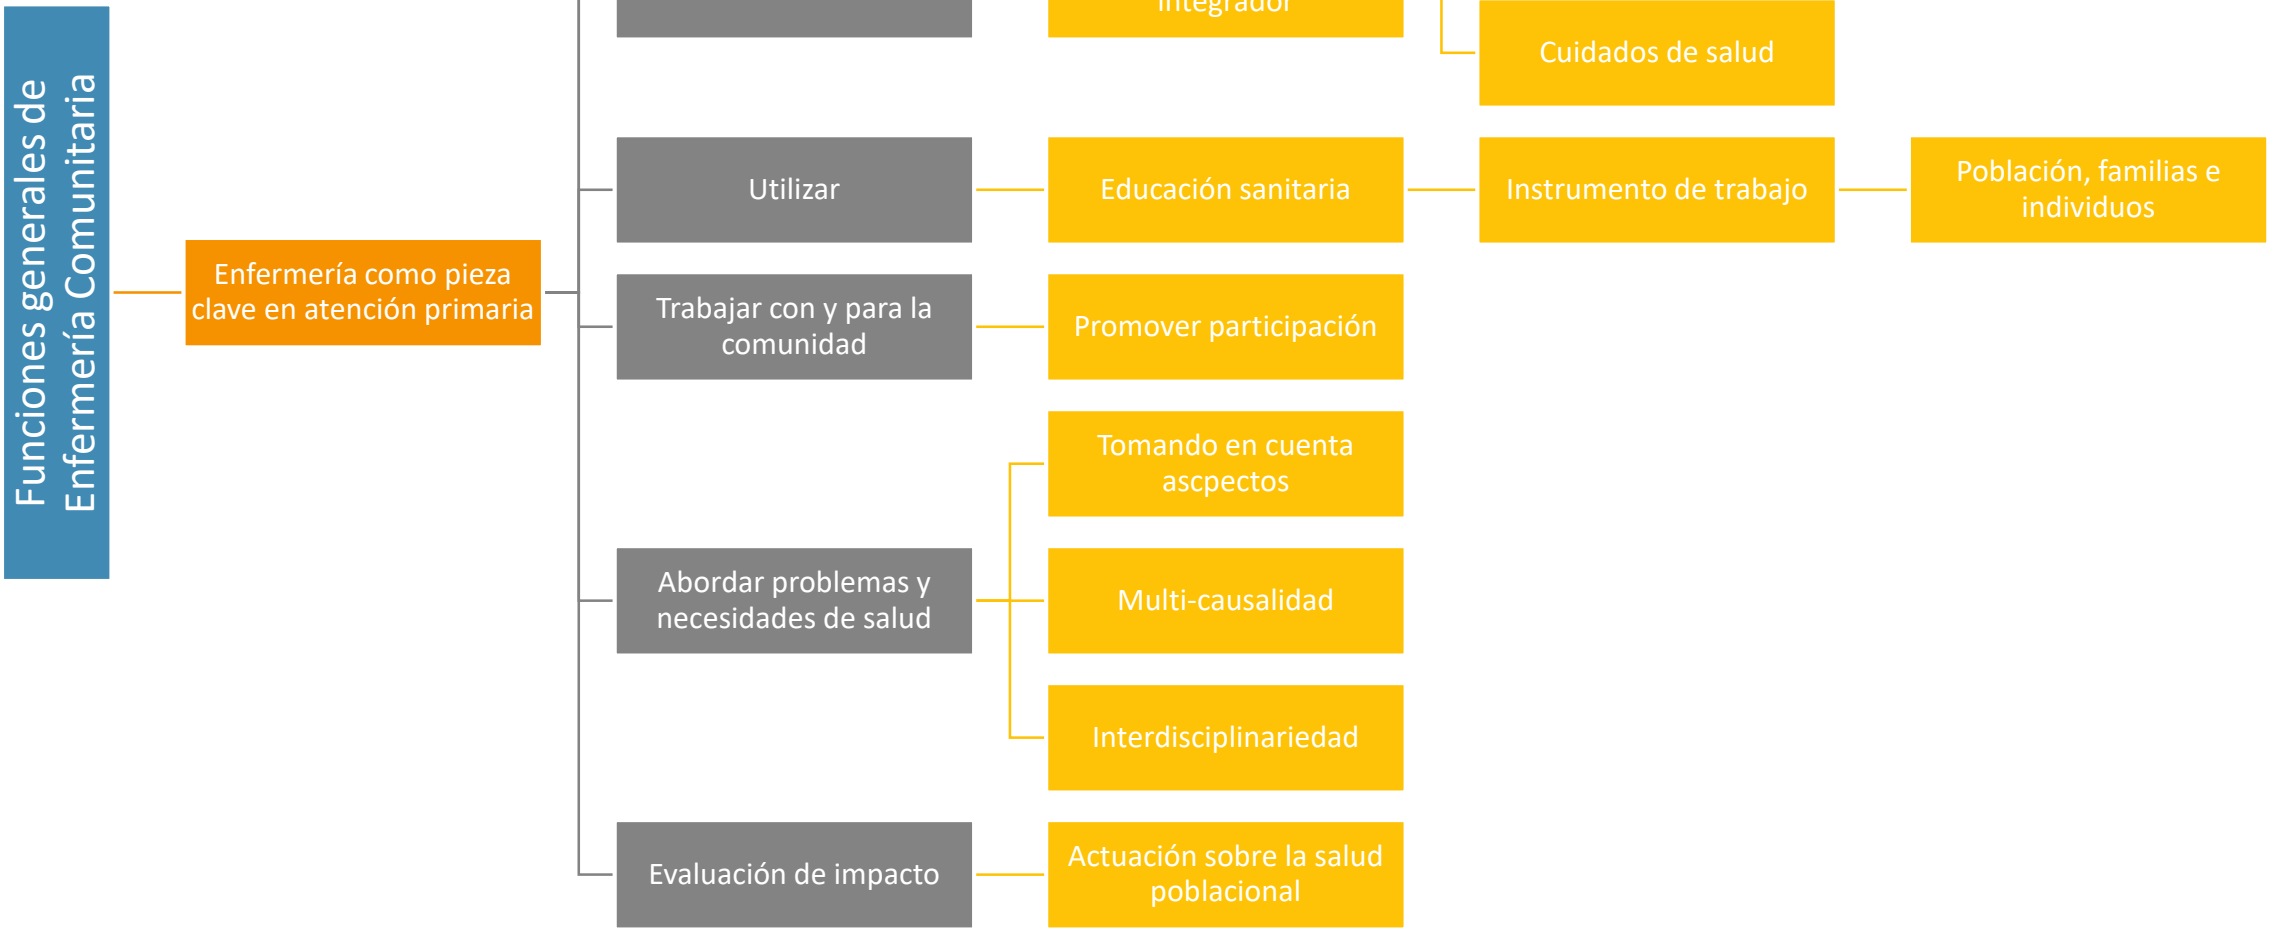 Funciones generales de
Enfermería Comunitaria
Enfermería como pieza
clave en atención primaria
integrador
Cuidados de salud
Utilizar
Educación sanitaria
Instrumento de trabajo
Población, familias e
individuos
Trabajar con y para la
comunidad
Promover participación
Abordar problemas y
necesidades de salud
Tomando en cuenta
ascpectos
Multi-causalidad
Interdisciplinariedad
Evaluación de impacto
Actuación sobre la salud
poblacional